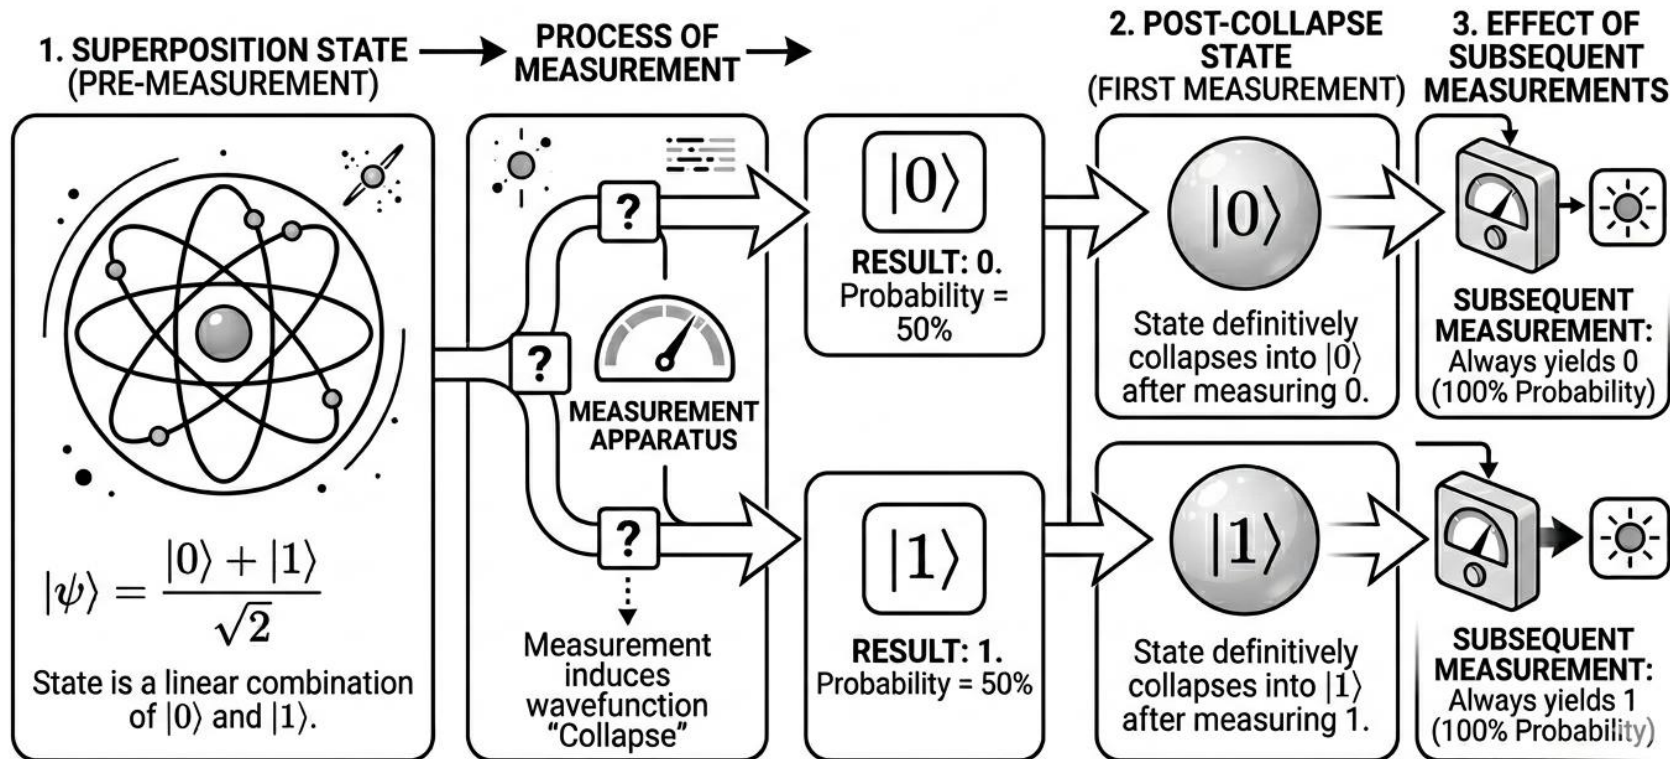 1. SUPERPOSITION STATE
(PRE-MEASUREMENT)
|ψ⟩ = (|0⟩ + |1⟩) / √2
State is a linear combination
of |0⟩ and |1⟩.
PROCESS OF
MEASUREMENT
?
?
?
MEASUREMENT
APPARATUS
Measurement
induces
wavefunction
“Collapse”
|0⟩
RESULT: 0.
Probability =
50%
|1⟩
RESULT: 1.
Probability = 50%
2. POST-COLLAPSE
STATE
(FIRST MEASUREMENT)
|0⟩
State definitively
collapses into |0⟩
after measuring 0.
|1⟩
State definitively
collapses into |1⟩
after measuring 1.
3. EFFECT OF
SUBSEQUENT
MEASUREMENTS
SUBSEQUENT
MEASUREMENT:
Always yields 0
(100% Probability)
SUBSEQUENT
MEASUREMENT:
Always yields 1
(100% Probability)